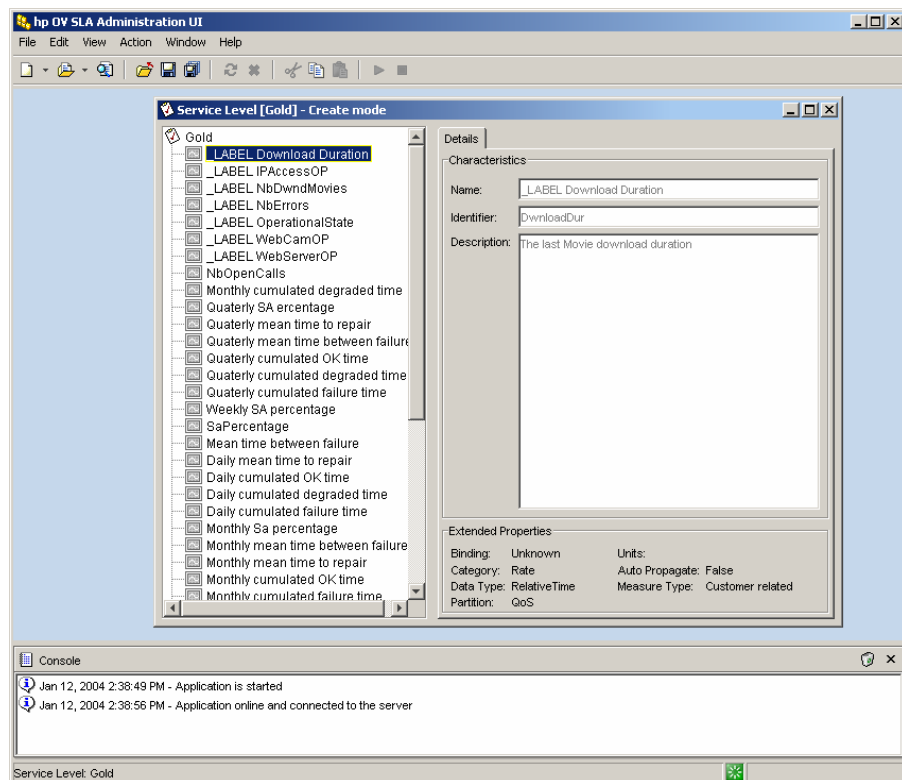 hp OV SLA Administration UI
File Edit View Action Window Help
Service Level [Gold] - Create mode
Gold
_LABEL Download Duration
_LABEL IPAccessOP
_LABEL NbDwndMovies
_LABEL NbErrors
_LABEL OperationalState
_LABEL WebCamOP
_LABEL WebServerOP
NbOpenCalls
Monthly cumulated degraded time
Quaterly SA ercentage
Quaterly mean time to repair
Quaterly mean time between failure
Quaterly cumulated OK time
Quaterly cumulated degraded time
Quaterly cumulated failure time
Weekly SA percentage
SaPercentage
Mean time between failure
Daily mean time to repair
Daily cumulated OK time
Daily cumulated degraded time
Daily cumulated failure time
Monthly Sa percentage
Monthly mean time between failure
Monthly mean time to repair
Monthly cumulated OK time
Monthly cumulated failure time
Details
Characteristics
Name: _LABEL Download Duration
Identifier: DwnloadDur
Description: The last Movie download duration
Extended Properties
Binding: Unknown Units:
Category: Rate Auto Propagate: False
Data Type: RelativeTime Measure Type: Customer related
Partition: QoS
Console
Jan 12, 2004 2:38:49 PM - Application is started
Jan 12, 2004 2:38:56 PM - Application online and connected to the server
Service Level: Gold